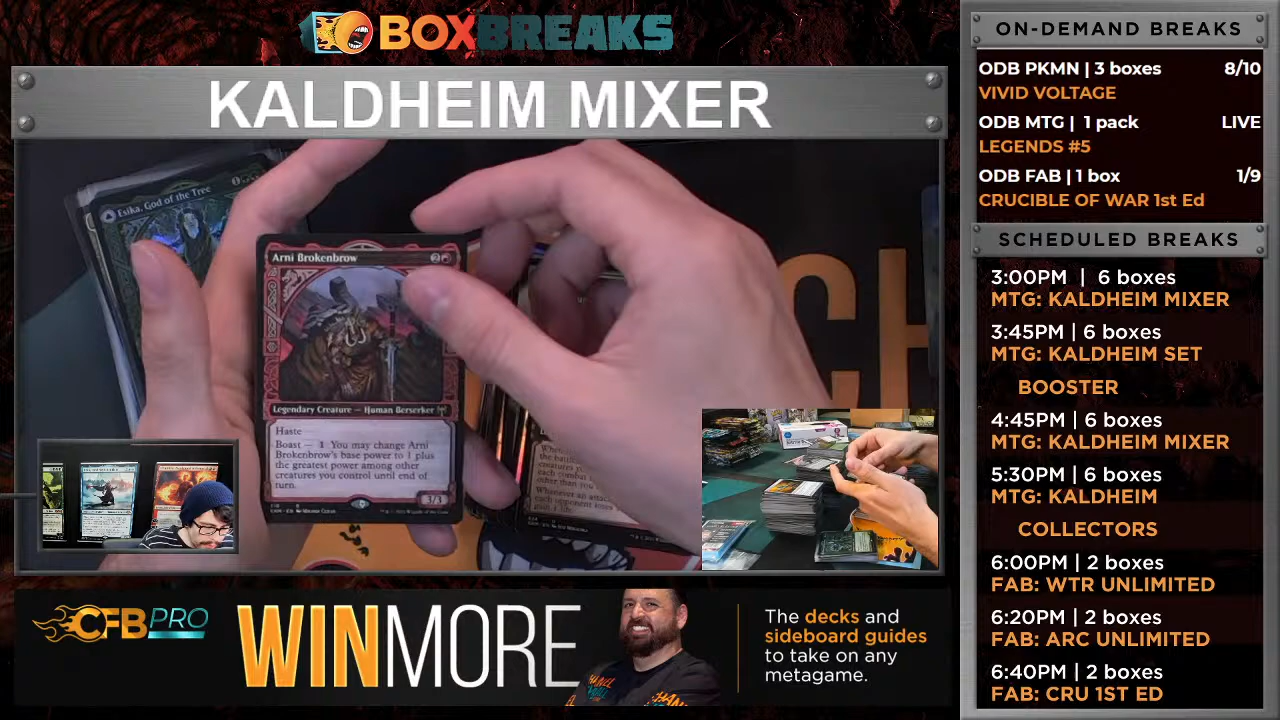 BOXBREAKS
KALDHEIM MIXER
Esika, God of the Tree
Arni Brokenbrow
Legendary Creature — Human Berserker
Haste
Boast — 1 You may change Arni
Brokenbrow's base power to 1 plus
the greatest power among other
creatures you control until end of
turn.
3/3
CFB PRO
WINMORE
The decks and
sideboard guides
to take on any
metagame.
ON-DEMAND BREAKS
ODB PKMN | 3 boxes 8/10
VIVID VOLTAGE
ODB MTG | 1 pack LIVE
LEGENDS #5
ODB FAB | 1 box 1/9
CRUCIBLE OF WAR 1st Ed
SCHEDULED BREAKS
3:00PM | 6 boxes
MTG: KALDHEIM MIXER
3:45PM | 6 boxes
MTG: KALDHEIM SET
BOOSTER
4:45PM | 6 boxes
MTG: KALDHEIM MIXER
5:30PM | 6 boxes
MTG: KALDHEIM
COLLECTORS
6:00PM | 2 boxes
FAB: WTR UNLIMITED
6:20PM | 2 boxes
FAB: ARC UNLIMITED
6:40PM | 2 boxes
FAB: CRU 1ST ED